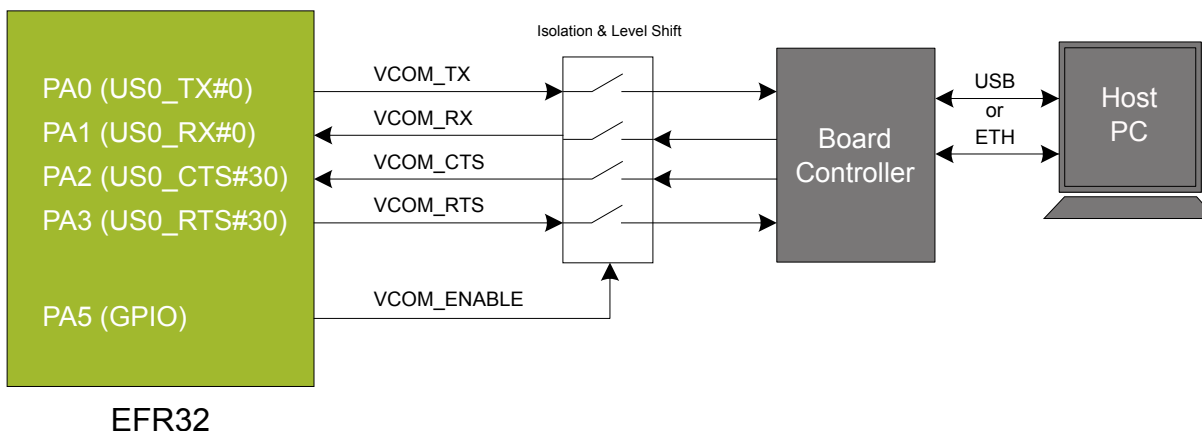 Isolation & Level Shift
PA0 (US0_TX#0)
PA1 (US0_RX#0)
PA2 (US0_CTS#30)
PA3 (US0_RTS#30)
PA5 (GPIO)
EFR32
VCOM_TX
VCOM_RX
VCOM_CTS
VCOM_RTS
VCOM_ENABLE
Board
Controller
USB
or
ETH
Host
PC